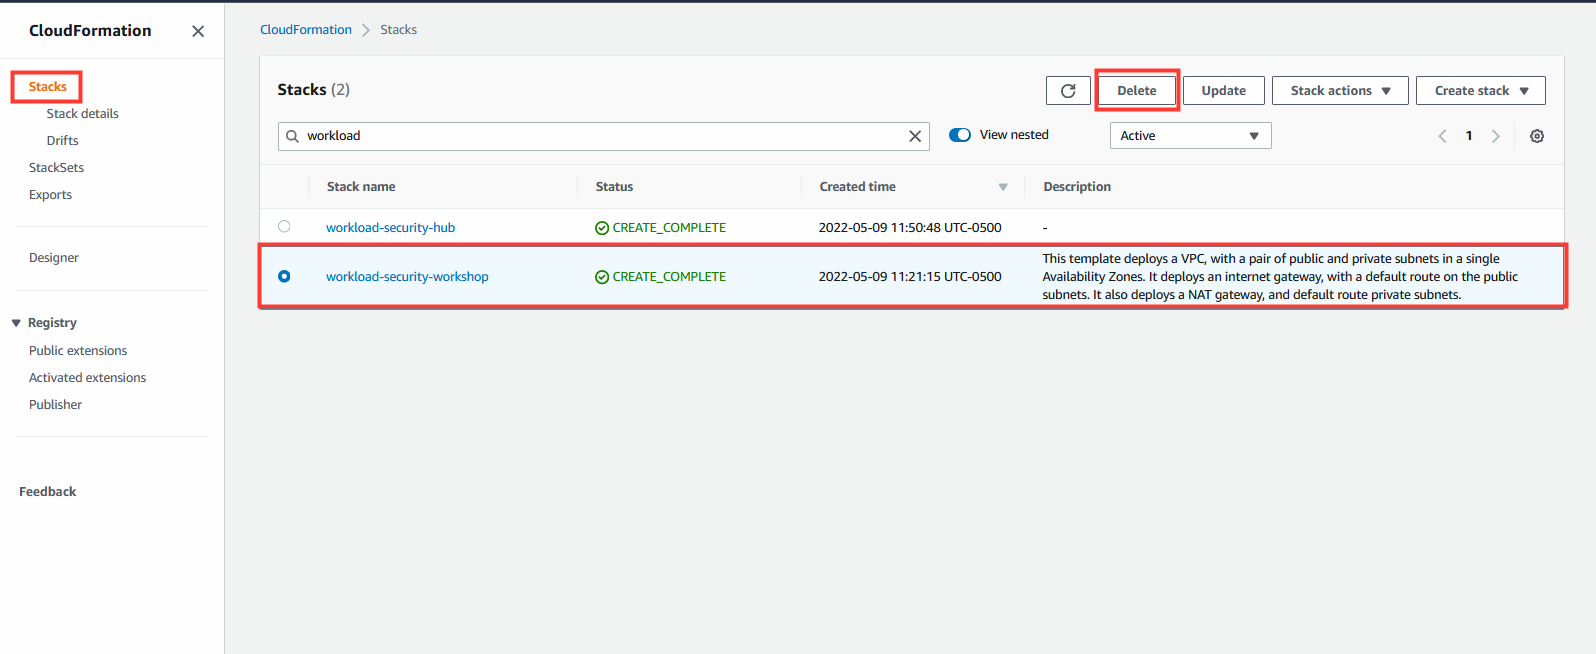 CloudFormation
Stacks
Stack details
Drifts
StackSets
Exports
Designer
Registry
Public extensions
Activated extensions
Publisher
Feedback
CloudFormation > Stacks
Stacks (2)
Delete
Update
Stack actions
Create stack
workload
View nested
Active
1
Stack name Status Created time Description
workload-security-hub CREATE_COMPLETE 2022-05-09 11:50:48 UTC-0500 -
workload-security-workshop CREATE_COMPLETE 2022-05-09 11:21:15 UTC-0500
This template deploys a VPC, with a pair of public and private subnets in a single
Availability Zones. It deploys an internet gateway, with a default route on the public
subnets. It also deploys a NAT gateway, and default route private subnets.